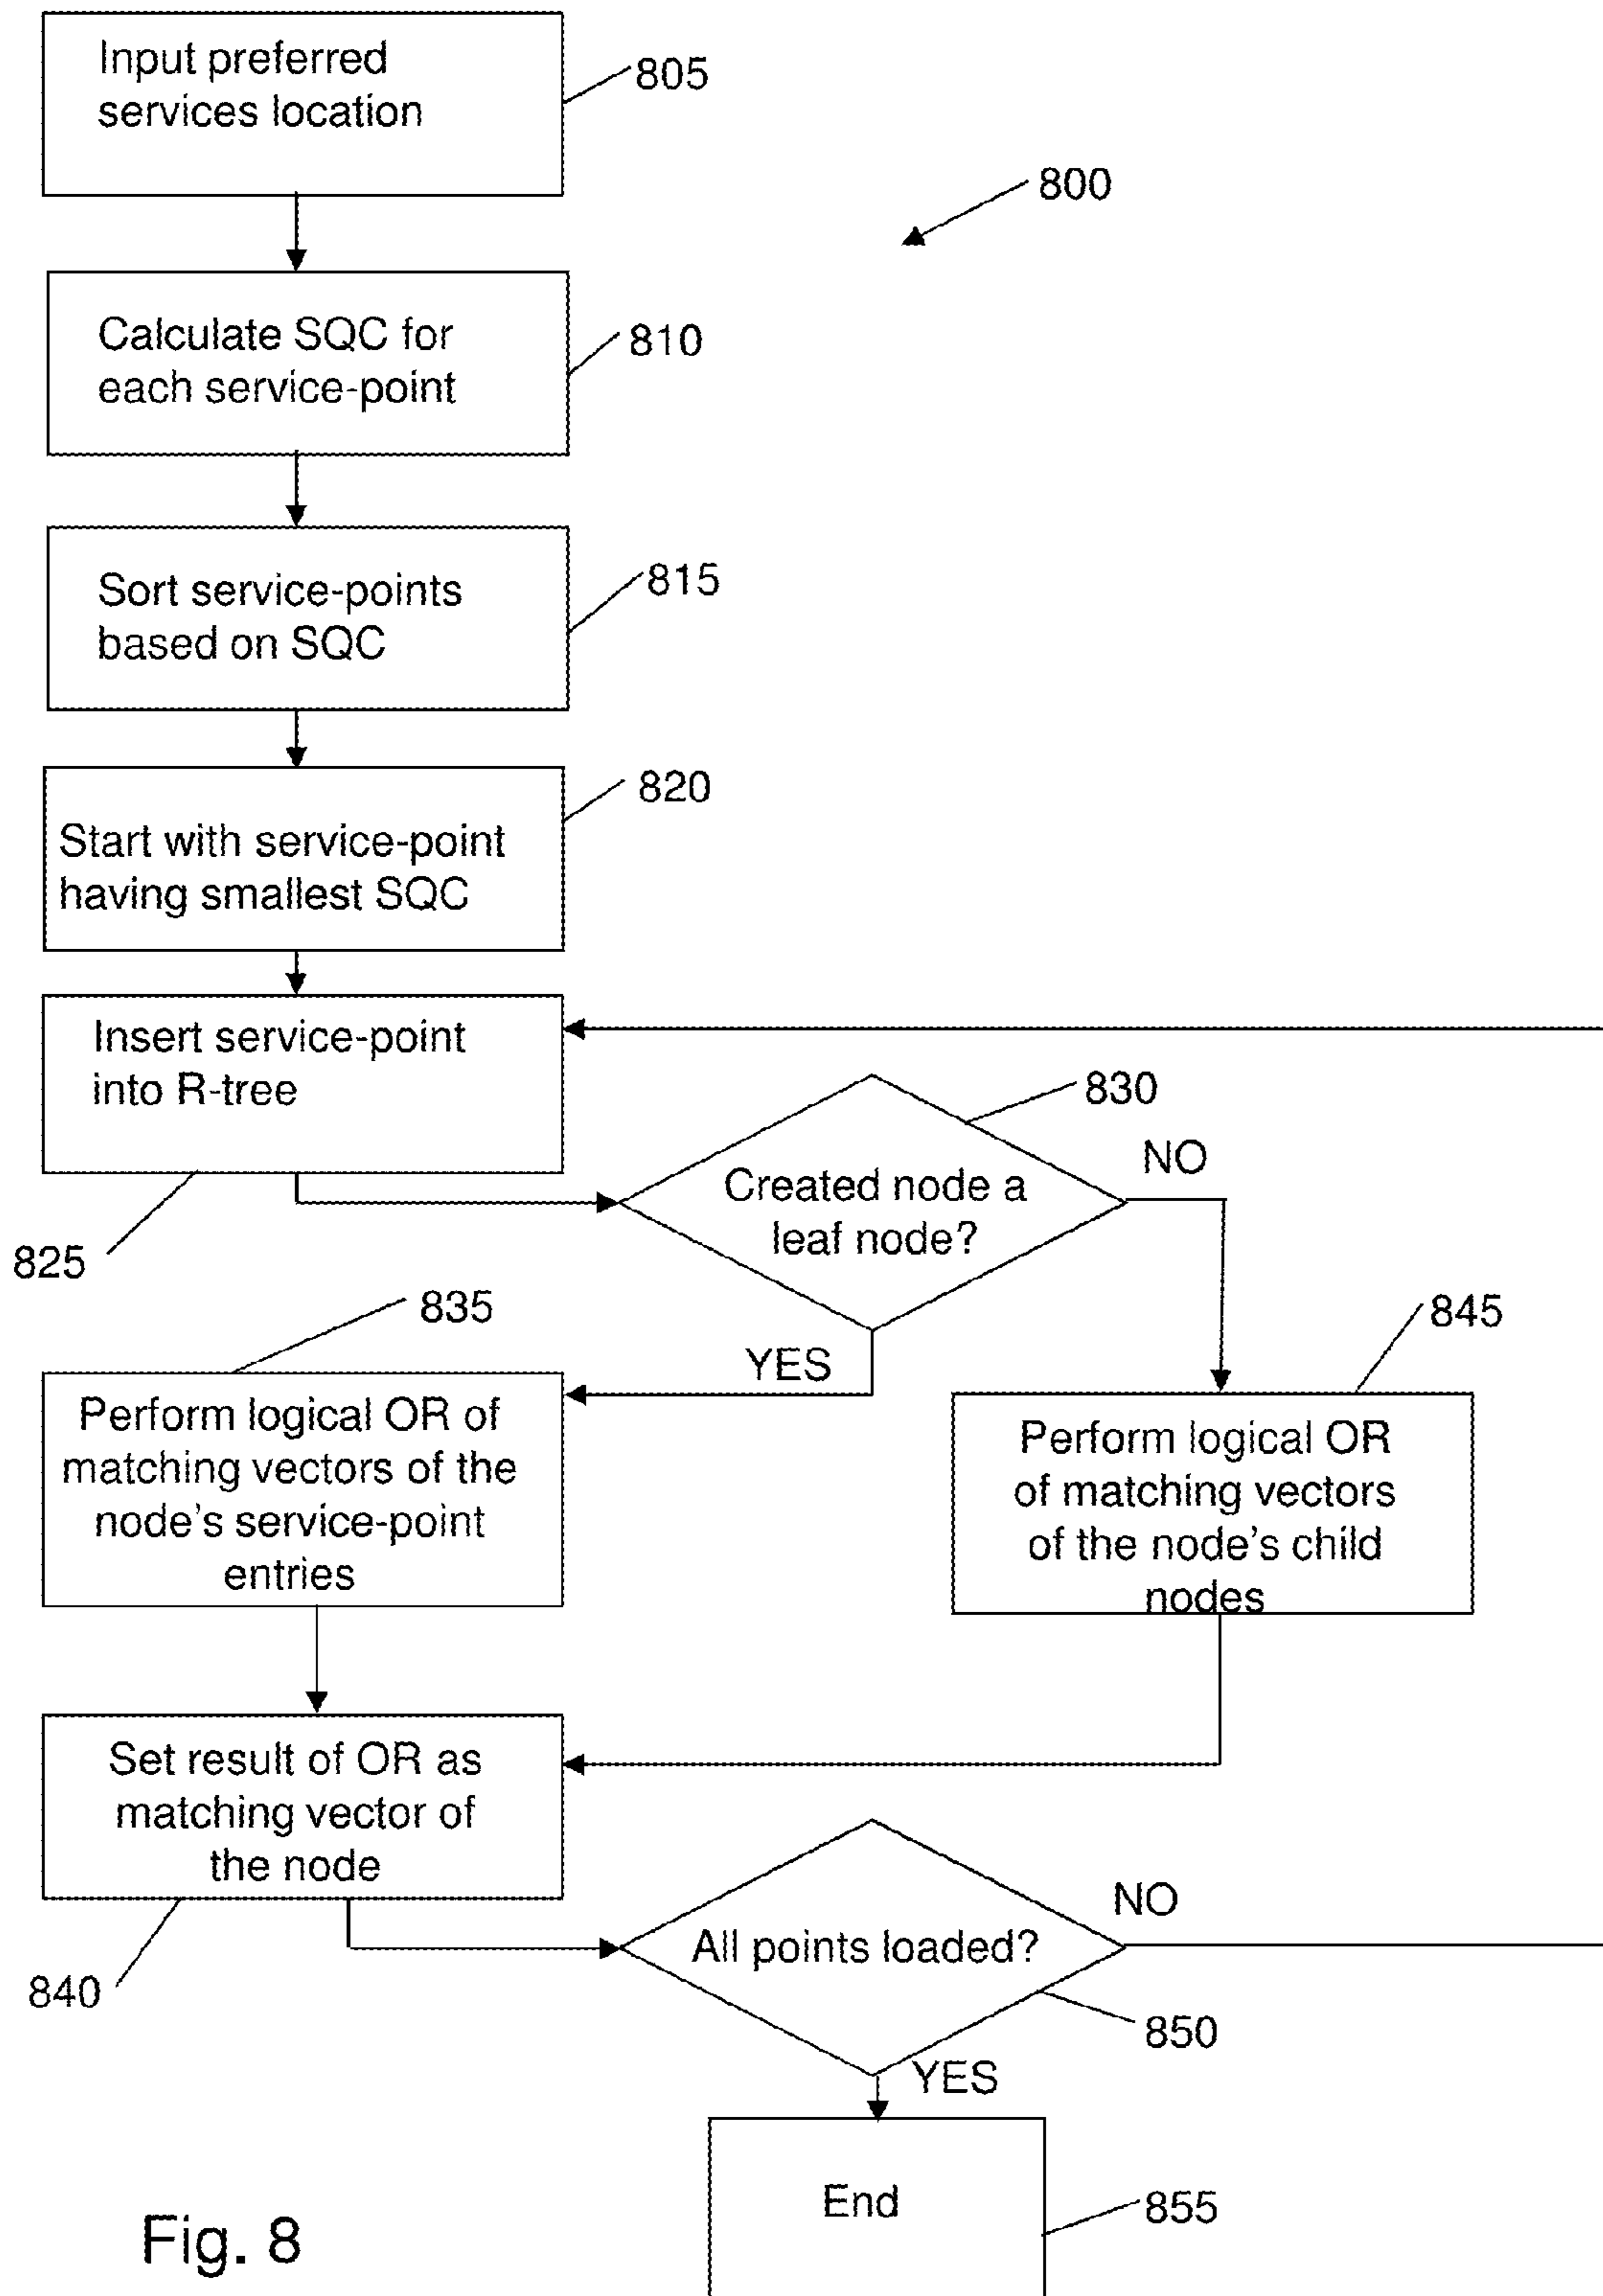 Input preferred
services location
805
800
Calculate SQC for
each service-point
810
Sort service-points
based on SQC
815
820
Start with service-point
having smallest SQC
Insert service-point
into R-tree
825
830
Created node a
leaf node?
NO
YES
835
Perform logical OR of
matching vectors of the
node's service-point
entries
845
Perform logical OR
of matching vectors
of the node's child
nodes
Set result of OR as
matching vector of
the node
840
All points loaded?
NO
850
YES
End
855
Fig. 8